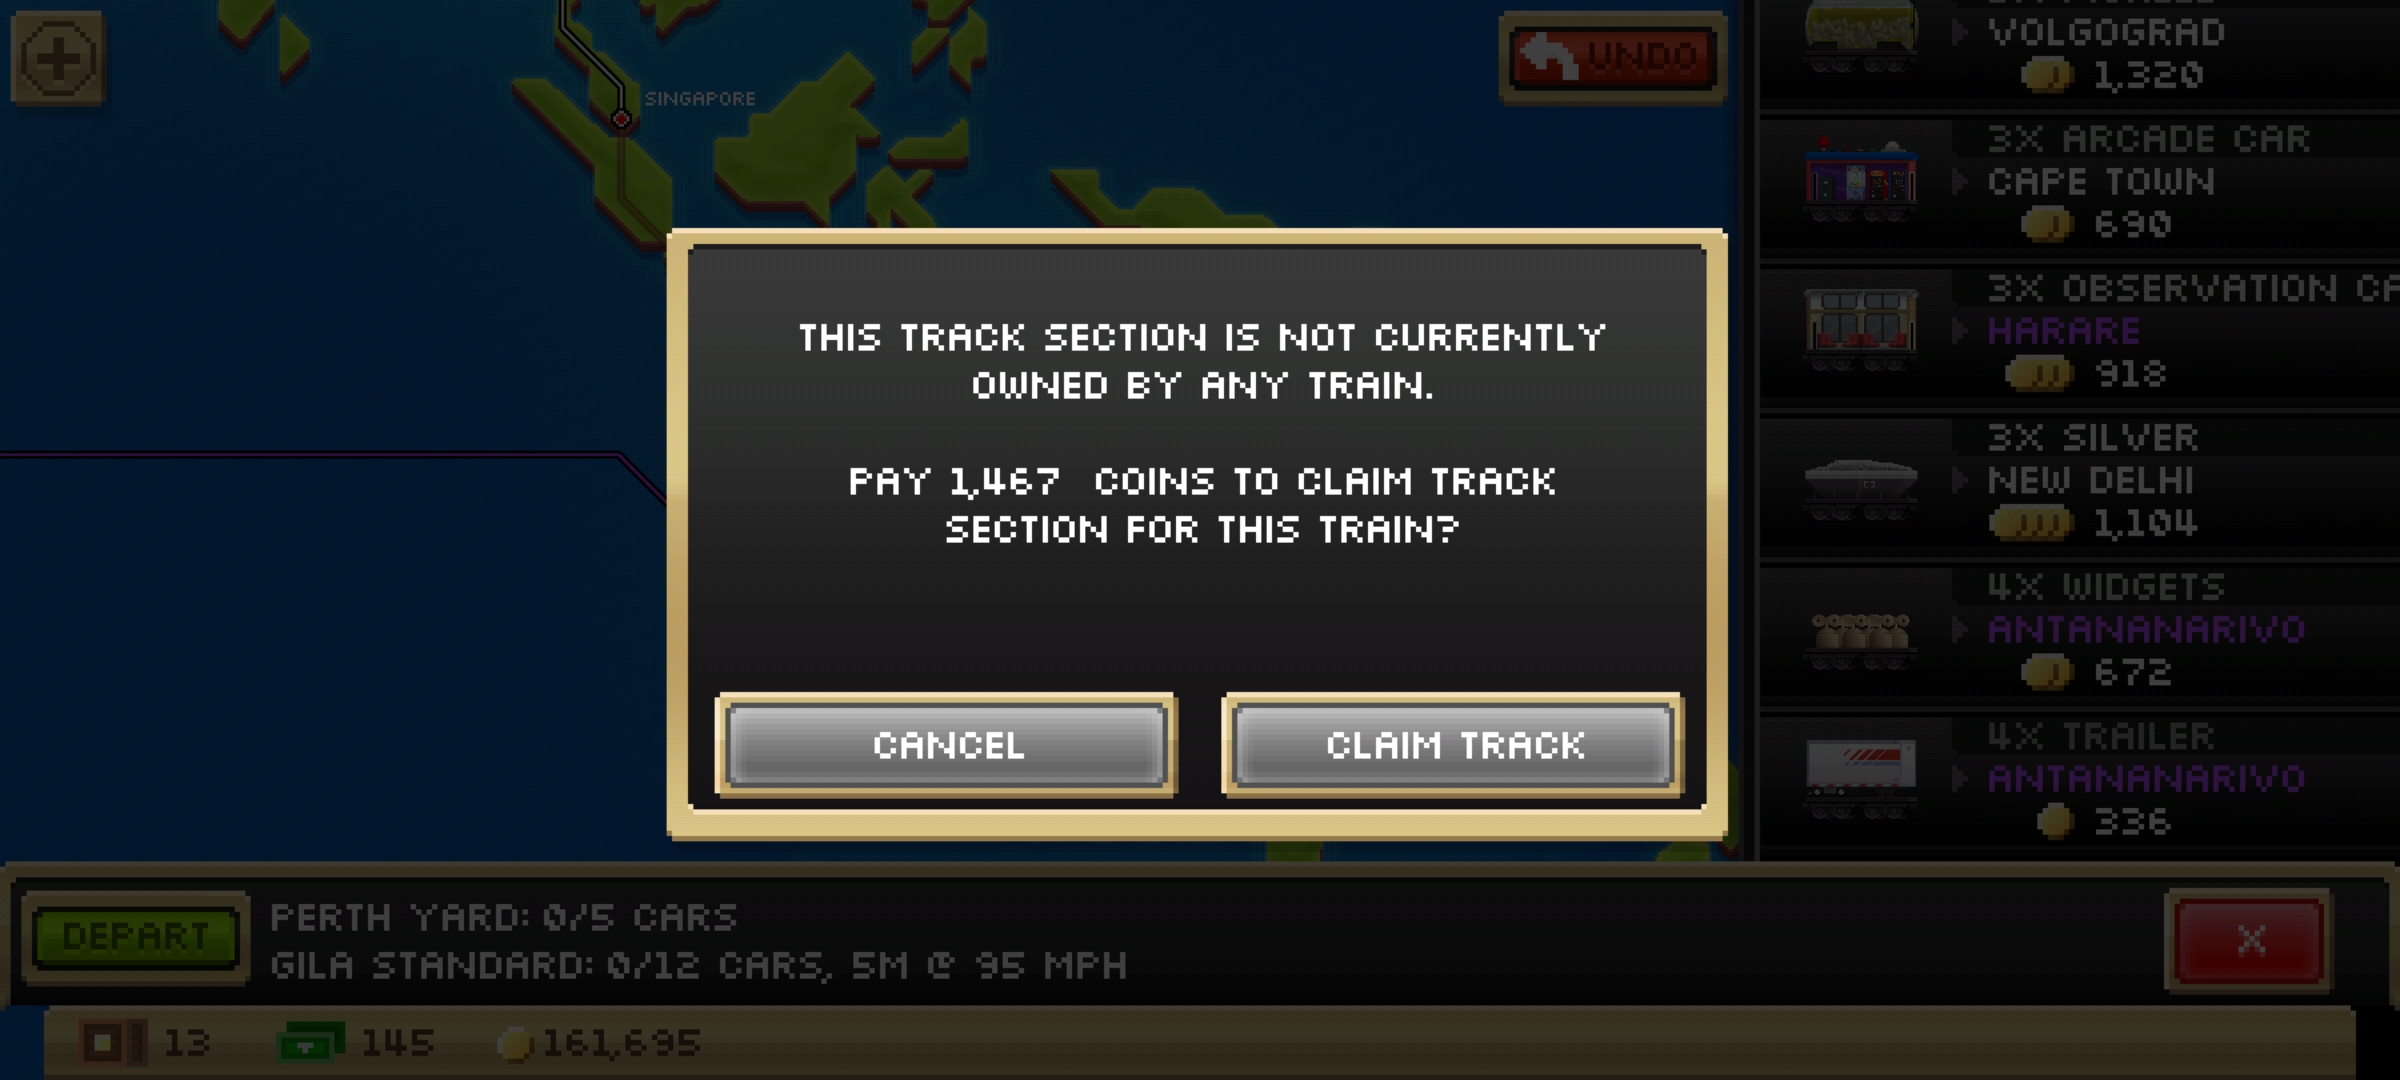 SINGAPORE
UNDO
VOLGOGRAD
1,320
3X ARCADE CAR
CAPE TOWN
690
3X OBSERVATION
HARARE
918
3X SILVER
NEW DELHI
1,104
4X WIDGETS
ANTANANARIVO
672
4X TRAILER
ANTANANARIVO
336
THIS TRACK SECTION IS NOT CURRENTLY
OWNED BY ANY TRAIN.
PAY 1,467 COINS TO CLAIM TRACK
SECTION FOR THIS TRAIN?
CANCEL
CLAIM TRACK
DEPART
PERTH YARD: 0/5 CARS
GILA STANDARD: 0/12 CARS, 5M @ 95 MPH
X
13
145
161,695